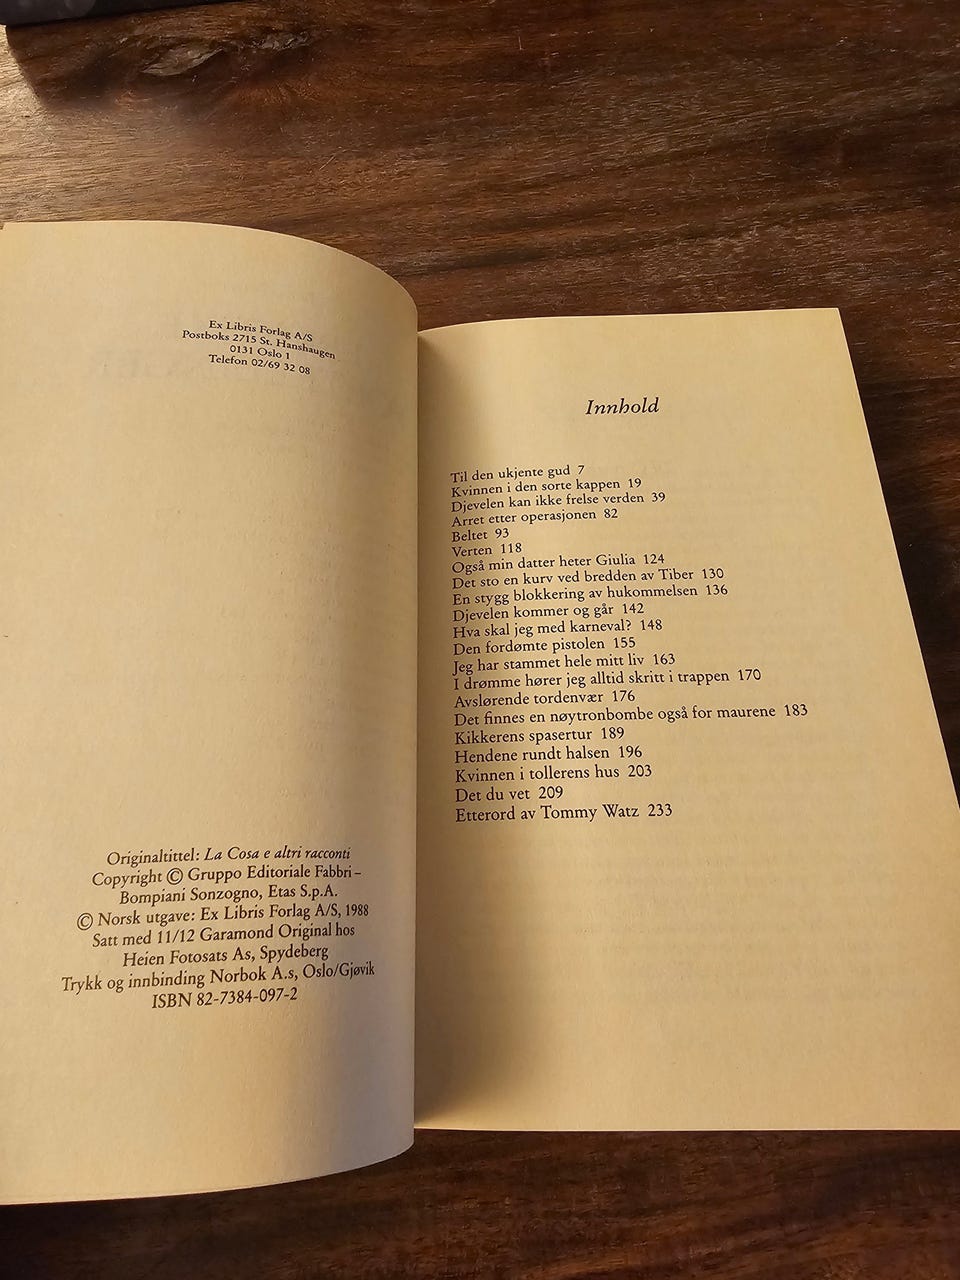 Ex Libris Forlag A/S
Postboks 2715 St. Hanshaugen
0131 Oslo 1
Telefon 02/69 32 08
Originaltittel: La Cosa e altri racconti
Copyright © Gruppo Editoriale Fabbri –
Bompiani Sonzogno, Etas S.p.A.
© Norsk utgave: Ex Libris Forlag A/S, 1988
Satt med 11/12 Garamond Original hos
Heien Fotosats As, Spydeberg
Trykk og innbinding Norbok A.s, Oslo/Gjøvik
ISBN 82-7384-097-2
Innhold
Til den ukjente gud 7
Kvinnen i den sorte kappen 19
Djevelen kan ikke frelse verden 39
Arret etter operasjonen 82
Beltet 93
Verten 118
Også min datter heter Giulia 124
Det sto en kurv ved bredden av Tiber 130
En stygg blokkering av hukommelsen 136
Djevelen kommer og går 142
Hva skal jeg med karneval? 148
Den fordømte pistolen 155
Jeg har stammet hele mitt liv 163
I drømme hører jeg alltid skritt i trappen 170
Avslørende tordenvær 176
Det finnes en nøytronbombe også for maurene 183
Kikkerens spasertur 189
Hendene rundt halsen 196
Kvinnen i tollerens hus 203
Det du vet 209
Etterord av Tommy Watz 233